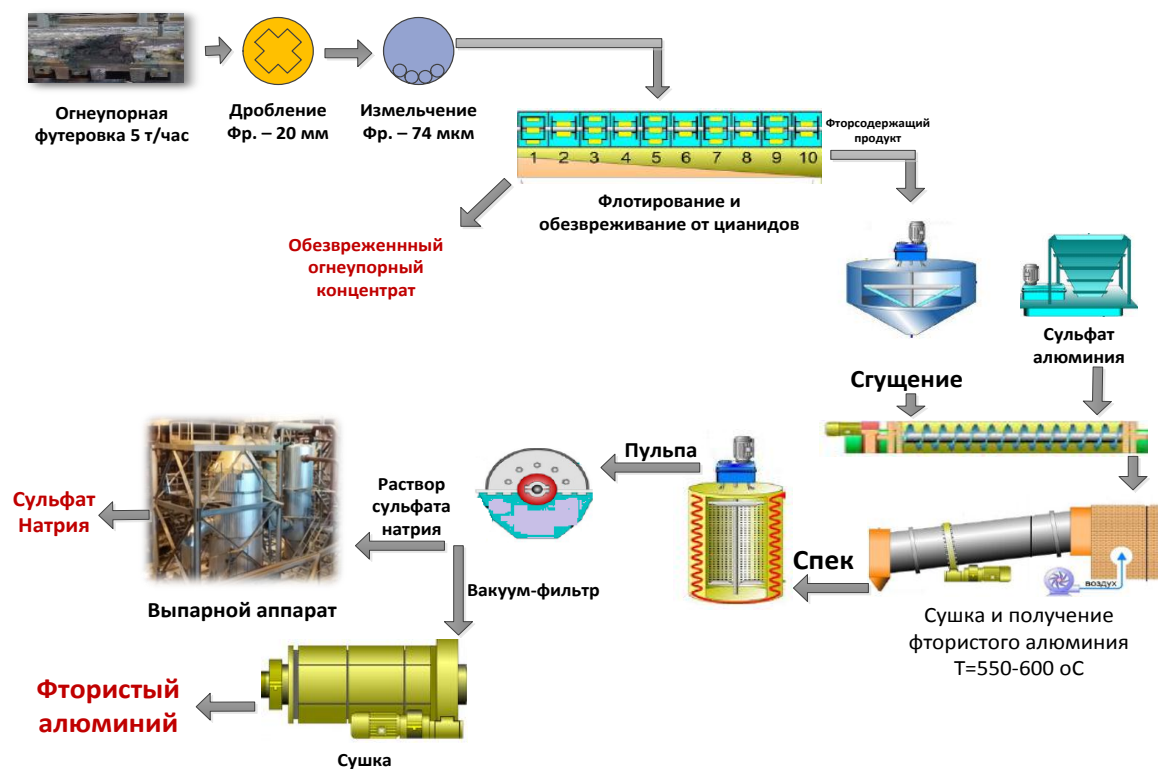 Огнеупорная
футеровка 5 т/час
Дробление
Фр. – 20 мм
Измельчение
Фр. – 74 мкм
1 2 3 4 5 6 7 8 9 10
Фторсодержащий
продукт
Флотирование и
обезвреживание от цианидов
Обезвреженнный
огнеупорный
концентрат
Сульфат
алюминия
Сгущение
Пульпа
Раствор
сульфата
натрия
Сульфат
Натрия
Спек
воздух
Выпарной аппарат
Вакуум-фильтр
Сушка и получение
фтористого алюминия
Т=550-600 оС
Фтористый
алюминий
Сушка